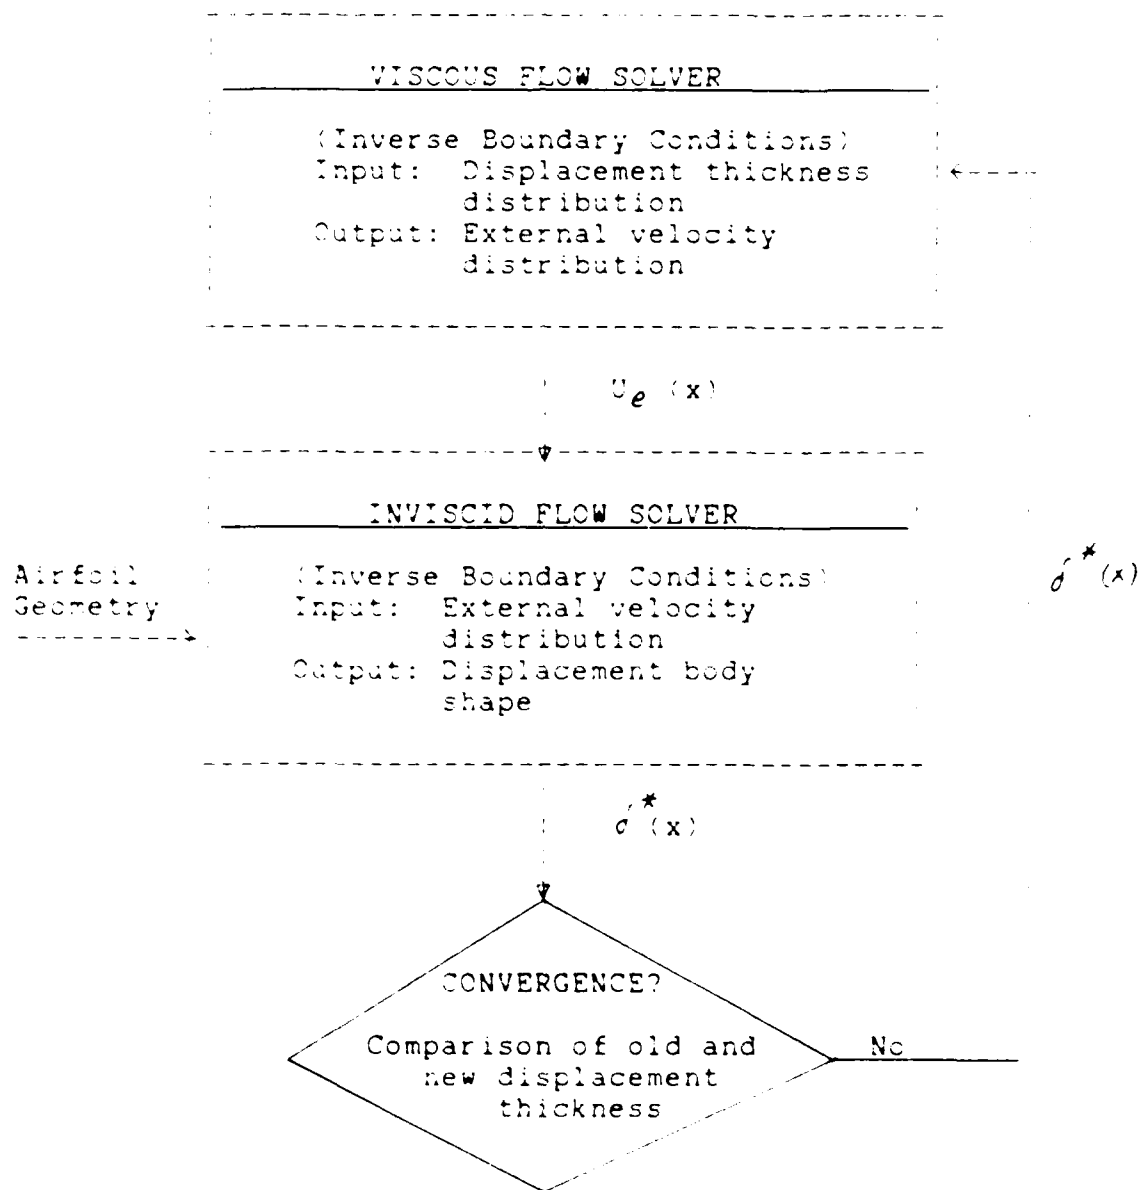 VISCOUS FLOW SOLVER
(Inverse Boundary Conditions)
Input: Displacement thickness
distribution
Output: External velocity
distribution
U_e (x)
INVISCID FLOW SOLVER
Airfoil
Geometry
(Inverse Boundary Conditions)
Input: External velocity
distribution
Output: Displacement body
shape
δ*(x)
δ*(x)
CONVERGENCE?
Comparison of old and
new displacement
thickness
No